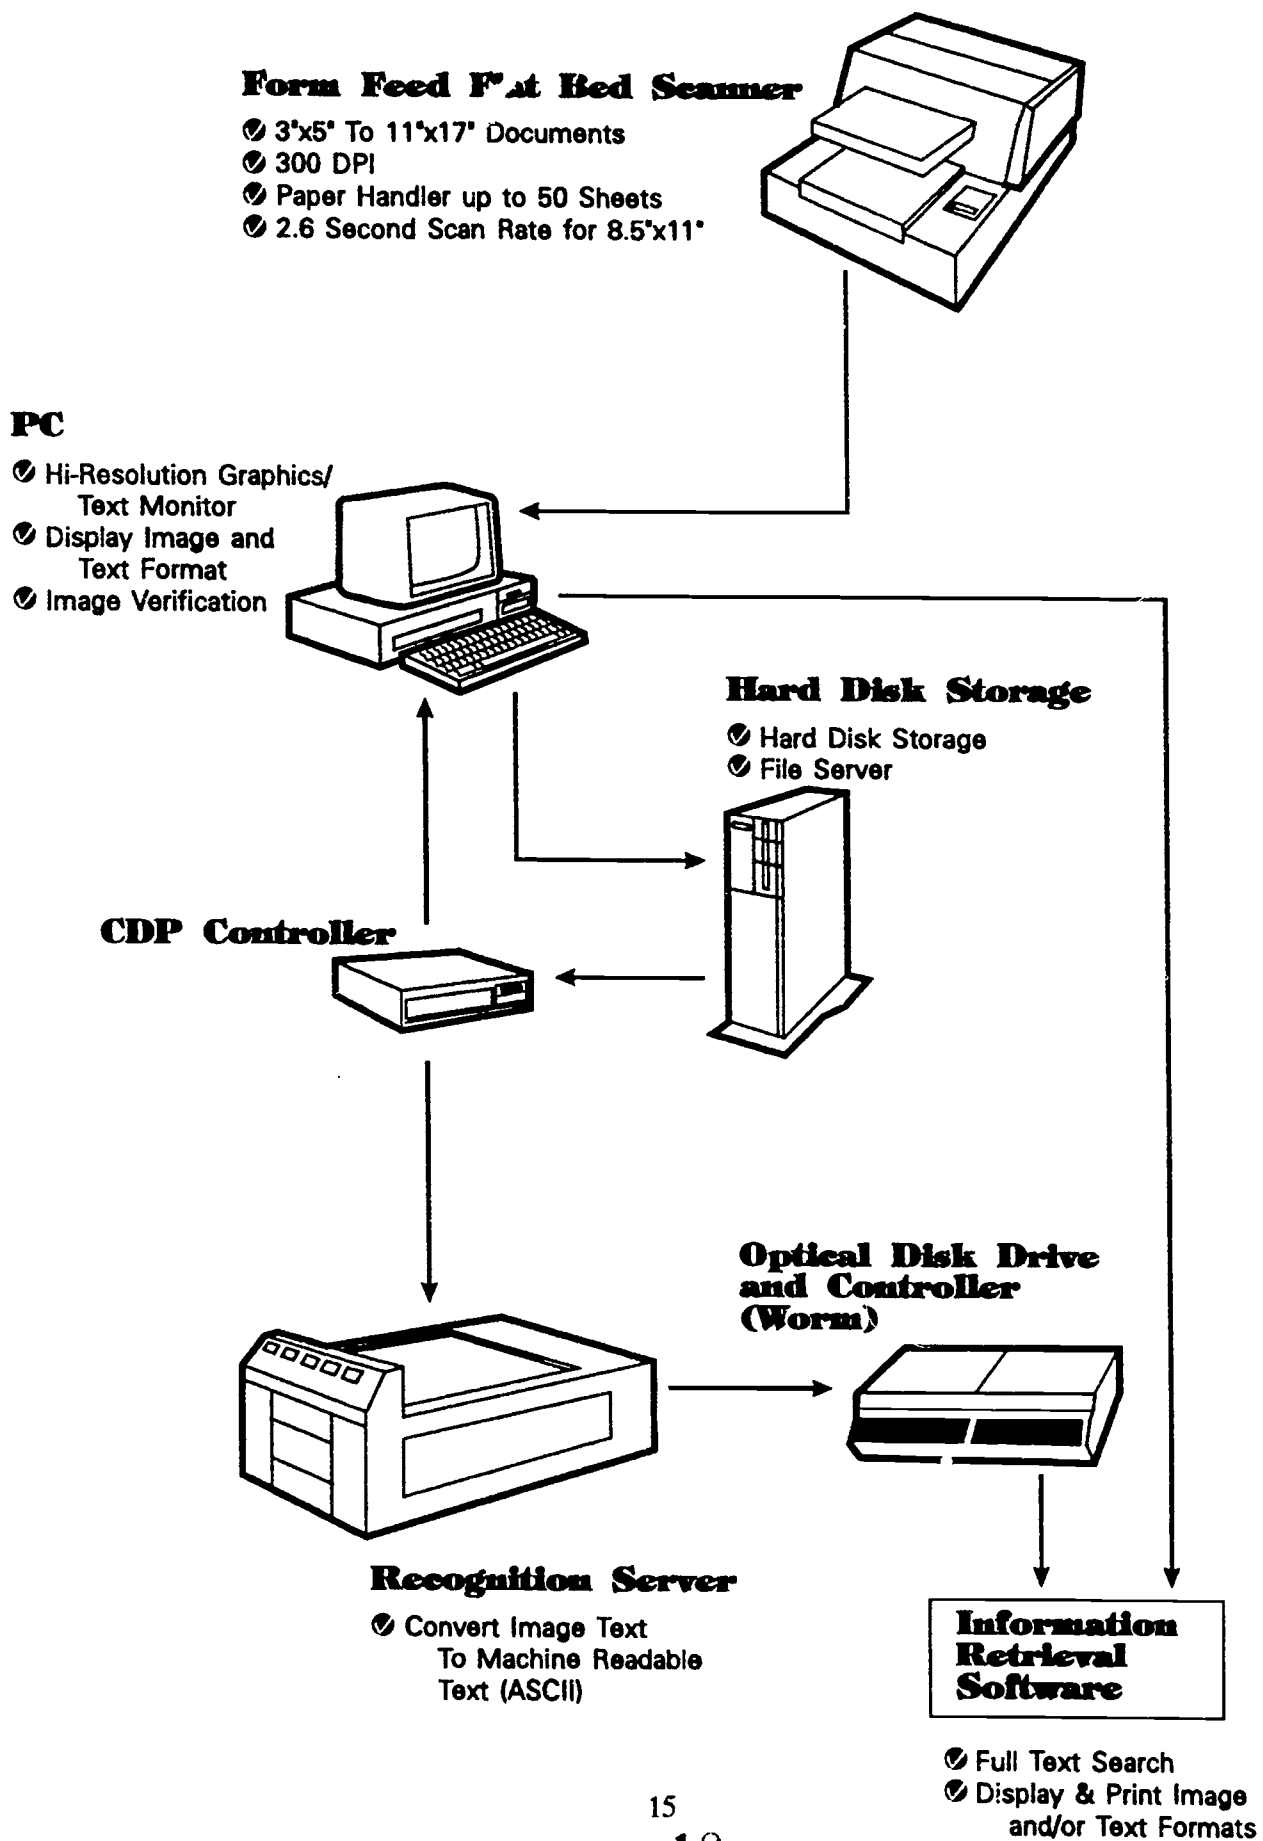 Form Feed Flat Bed Scanner
3"x5" To 11"x17" Documents
300 DPI
Paper Handler up to 50 Sheets
2.6 Second Scan Rate for 8.5"x11"
PC
Hi-Resolution Graphics/
Text Monitor
Display Image and
Text Format
Image Verification
Hard Disk Storage
Hard Disk Storage
File Server
CDP Controller
Optical Disk Drive
and Controller
(Worm)
Recognition Server
Convert Image Text
To Machine Readable
Text (ASCII)
Information
Retrieval
Software
Full Text Search
Display & Print Image
and/or Text Formats
15